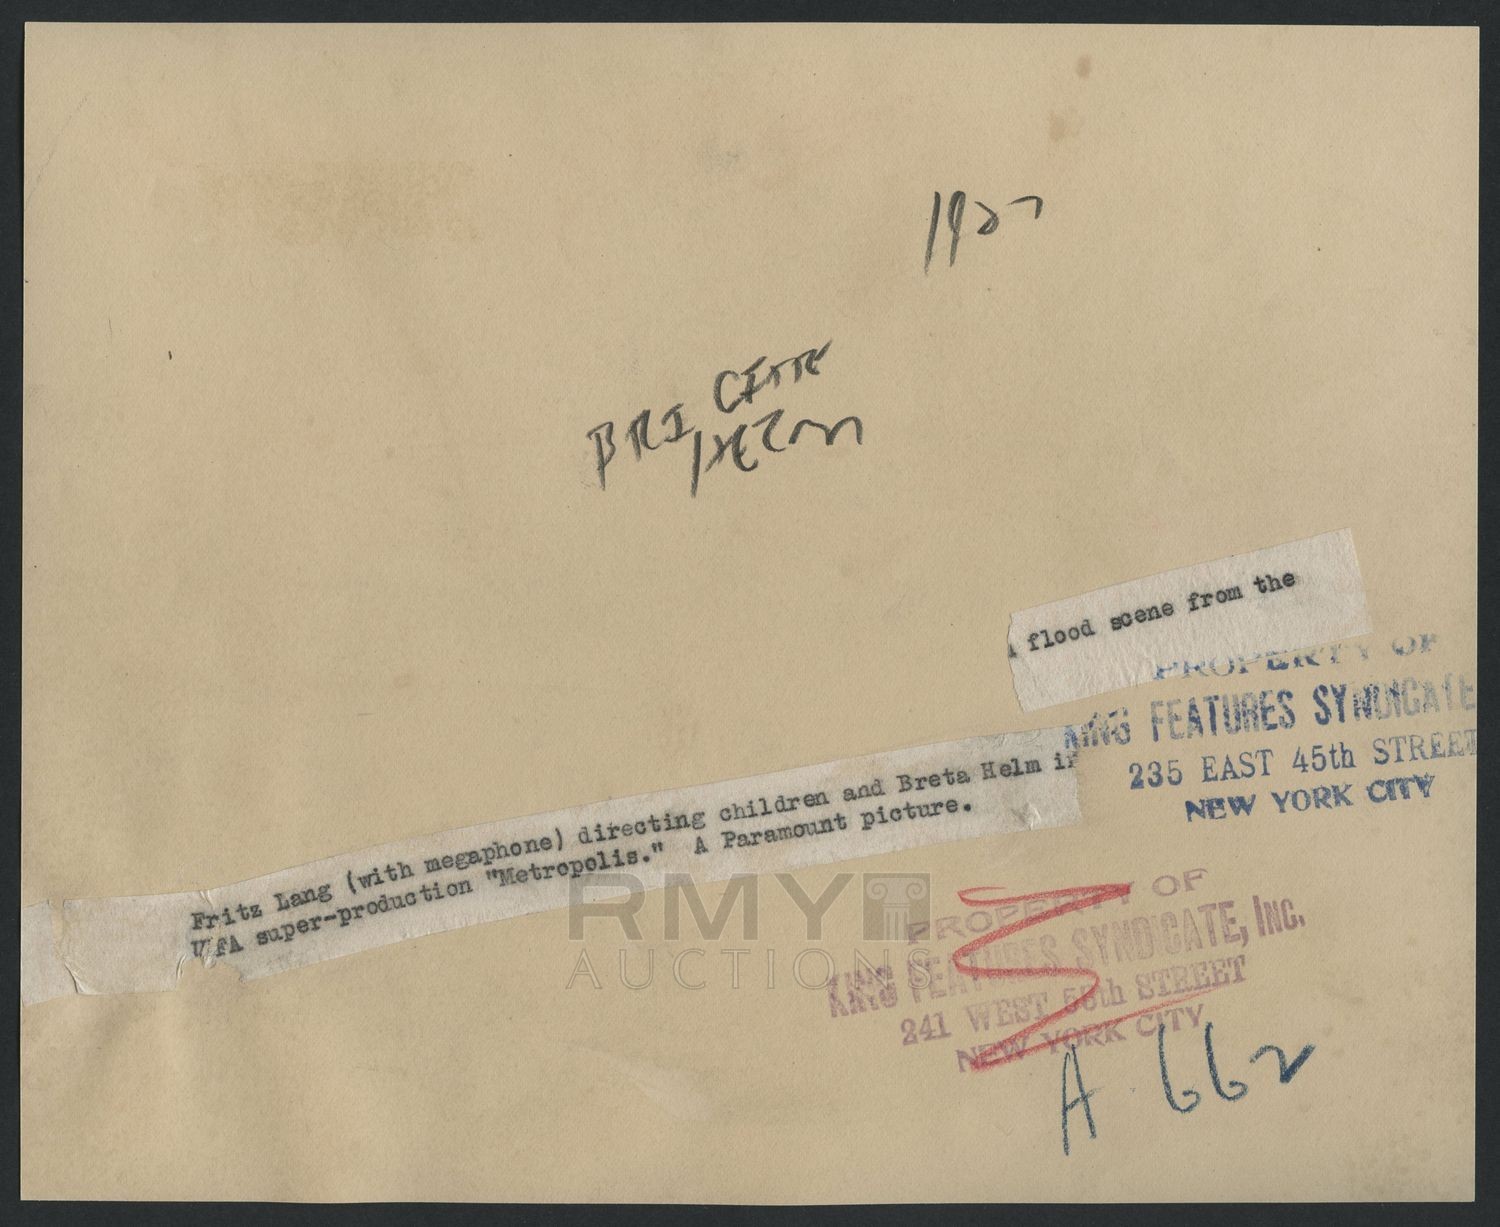 1927
BRI
flood scene from the
PROPERTY OF
KING FEATURES SYNDICATE
235 EAST 45th STREET
NEW YORK CITY
Fritz Lang (with megaphone) directing children and Breta Helm in
UFA super-production "Metropolis." A Paramount picture.
RMY
AUCTIONS
PROPERTY OF
KING FEATURES SYNDICATE, INC.
241 WEST 58th STREET
NEW YORK CITY
A. 662